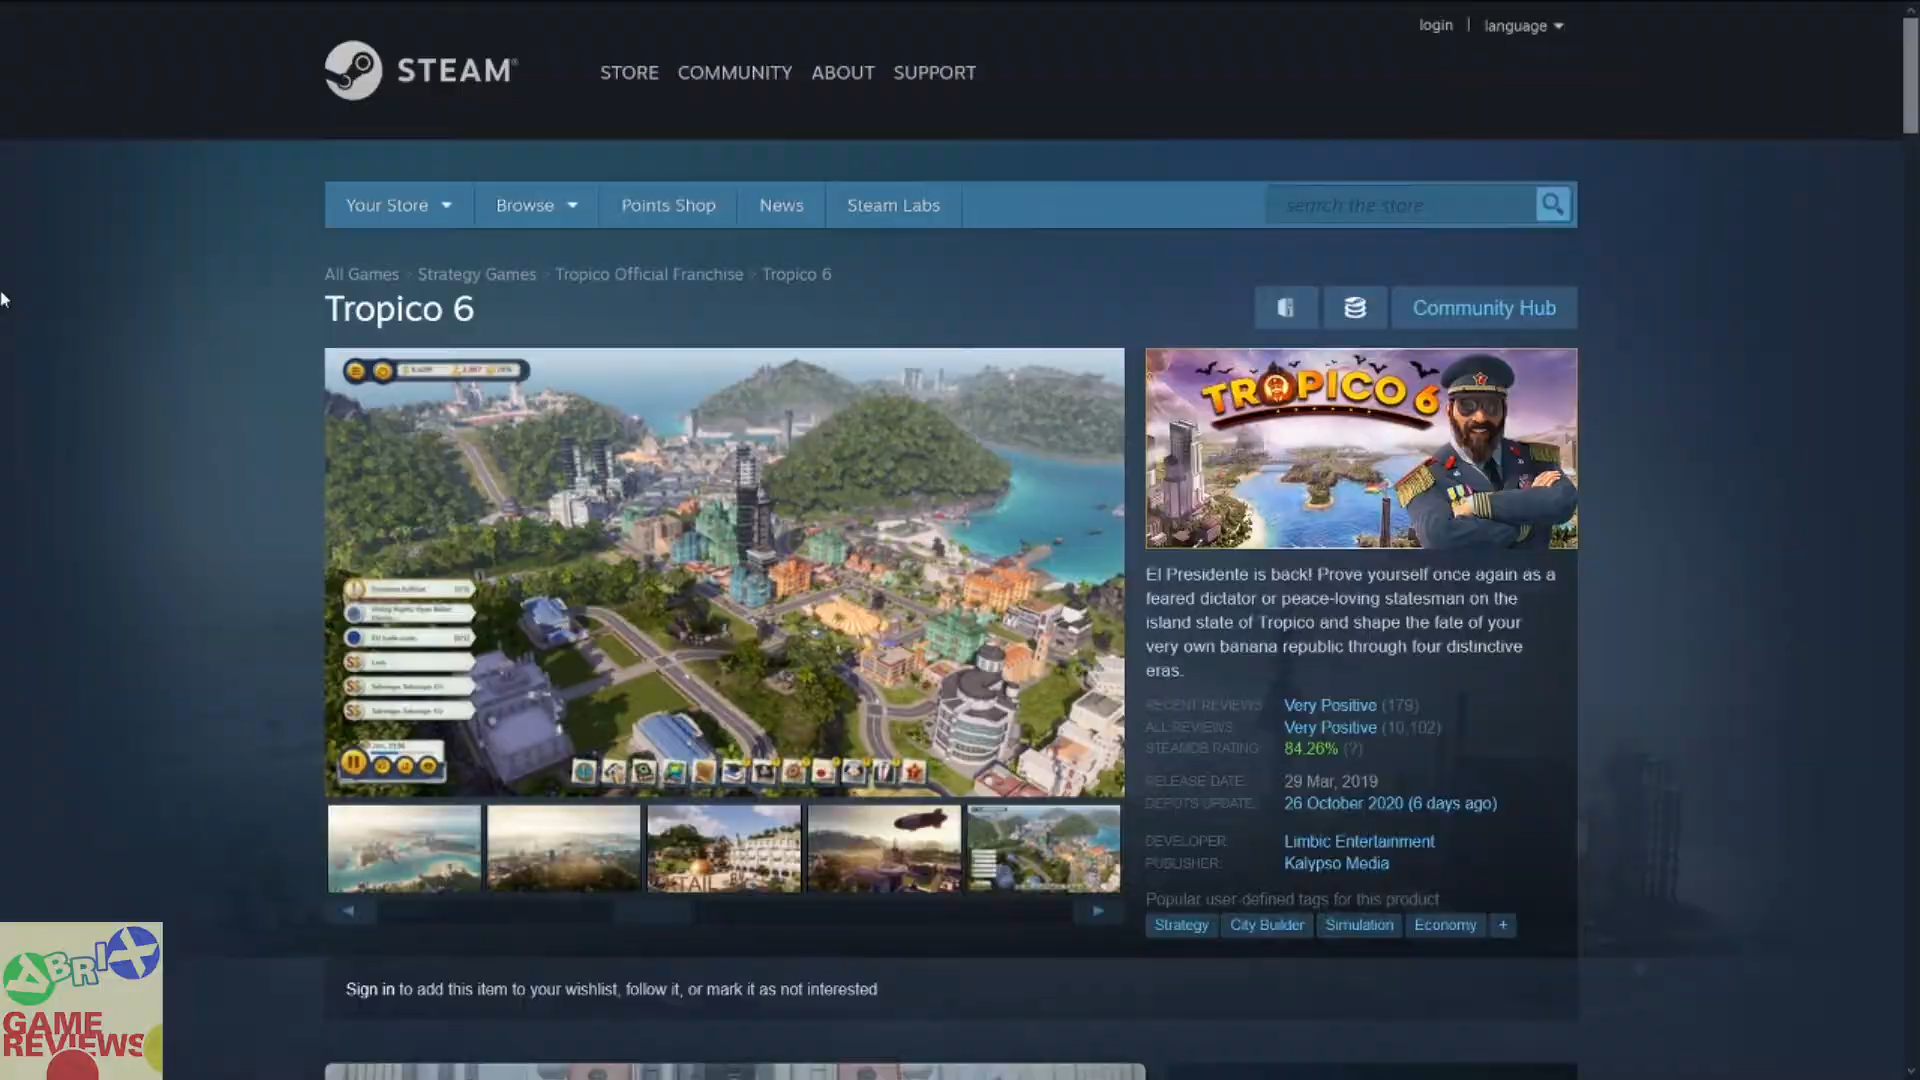 login | language
STEAM
STORE COMMUNITY ABOUT SUPPORT
Your Store Browse Points Shop News Steam Labs search the store
All Games > Strategy Games > Tropico Official Franchise > Tropico 6
Tropico 6
Community Hub
TROPICO 6
El Presidente is back! Prove yourself once again as a
feared dictator or peace-loving statesman on the
island state of Tropico and shape the fate of your
very own banana republic through four distinctive
eras.
RECENT REVIEWS: Very Positive (179)
ALL REVIEWS: Very Positive (10,102)
STEAMDB RATING: 84.26% (?)
RELEASE DATE: 29 Mar, 2019
DEPOTS UPDATE: 26 October 2020 (6 days ago)
DEVELOPER: Limbic Entertainment
PUBLISHER: Kalypso Media
Popular user-defined tags for this product
Strategy City Builder Simulation Economy +
Sign in to add this item to your wishlist, follow it, or mark it as not interested
ABRIX
GAME
REVIEWS